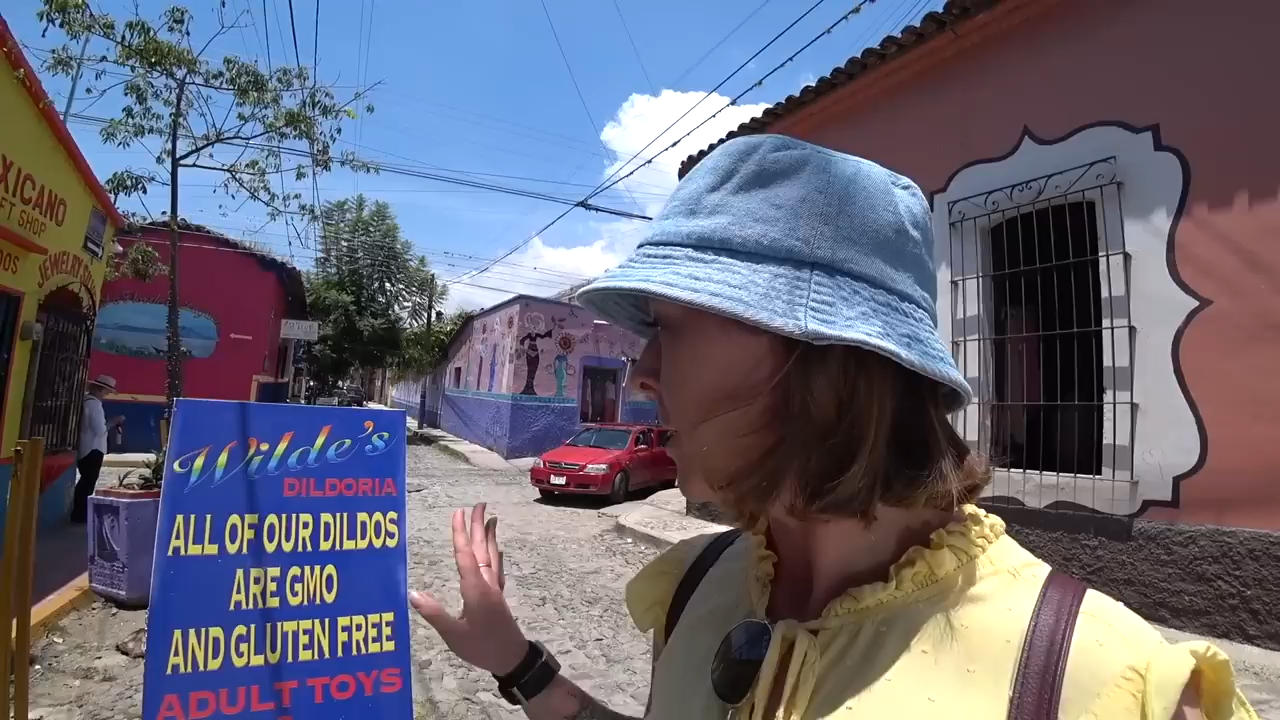 XICANO
FT SHOP
JEWELRY
Wilde's
DILDORIA
ALL OF OUR DILDOS
ARE GMO
AND GLUTEN FREE
ADULT TOYS